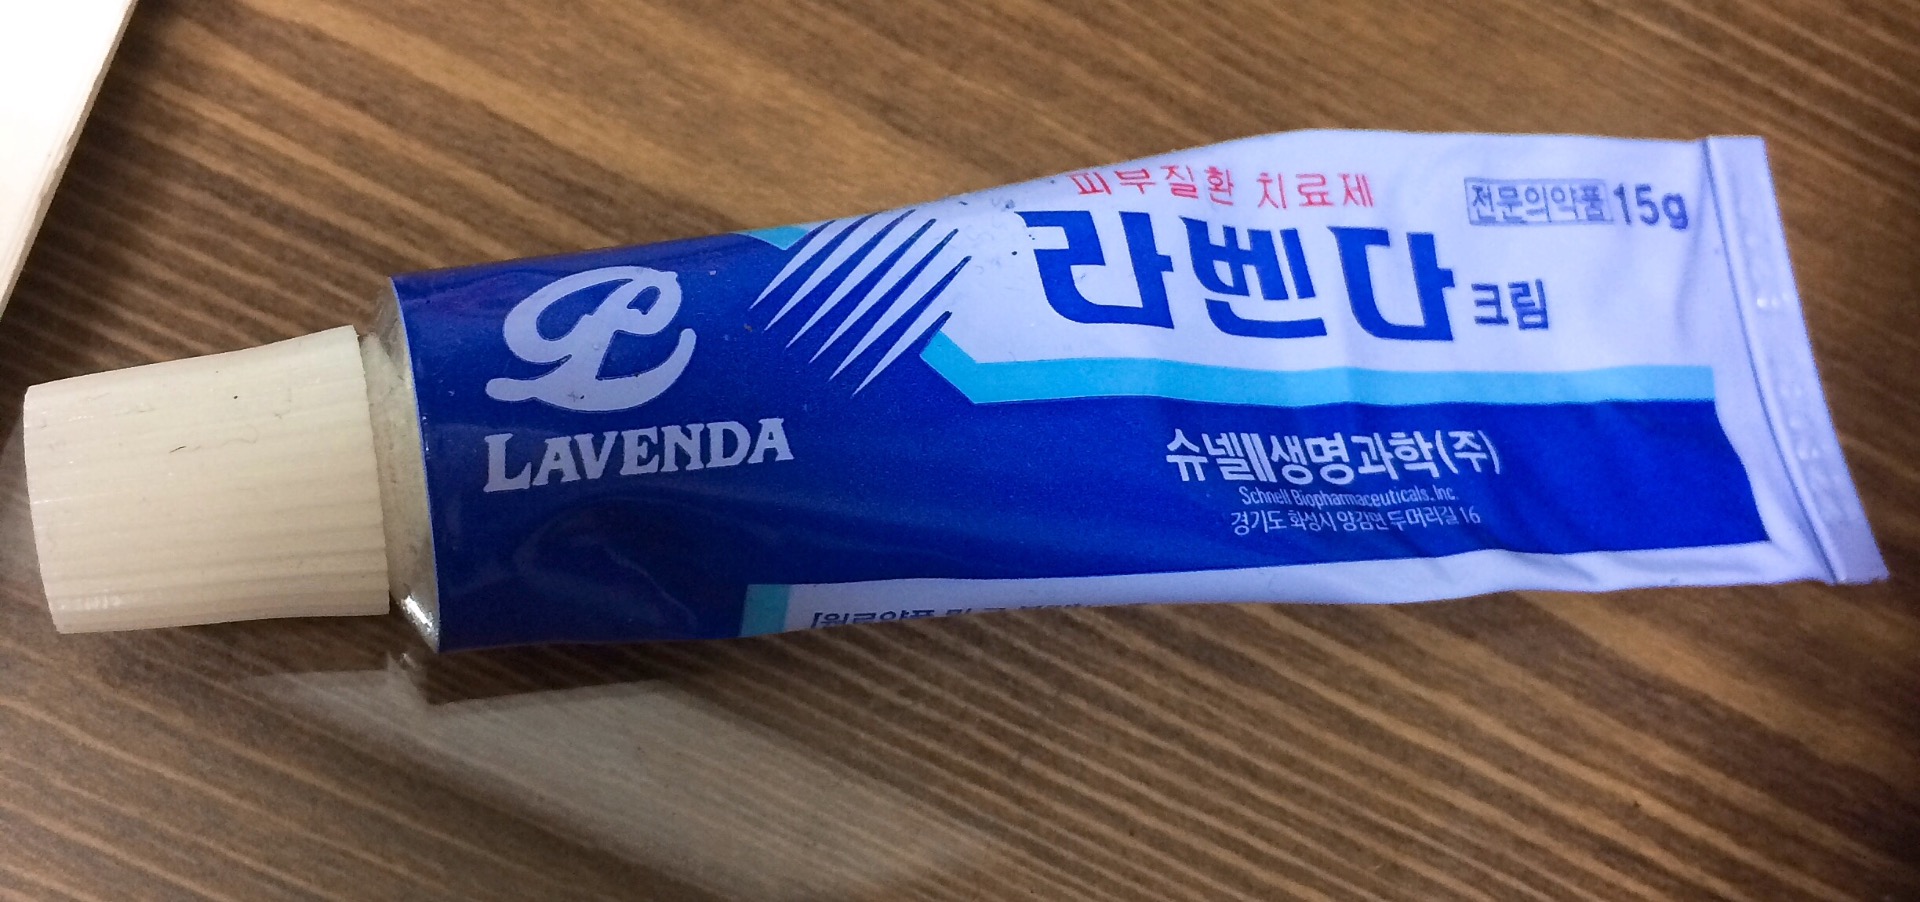 피부질환 치료제
전문의약품 15g
라벤다 크림
LAVENDA
슈넬생명과학(주)
Schnell Biopharmaceuticals. Inc.
경기도 화성시 양감면 두머리길 16